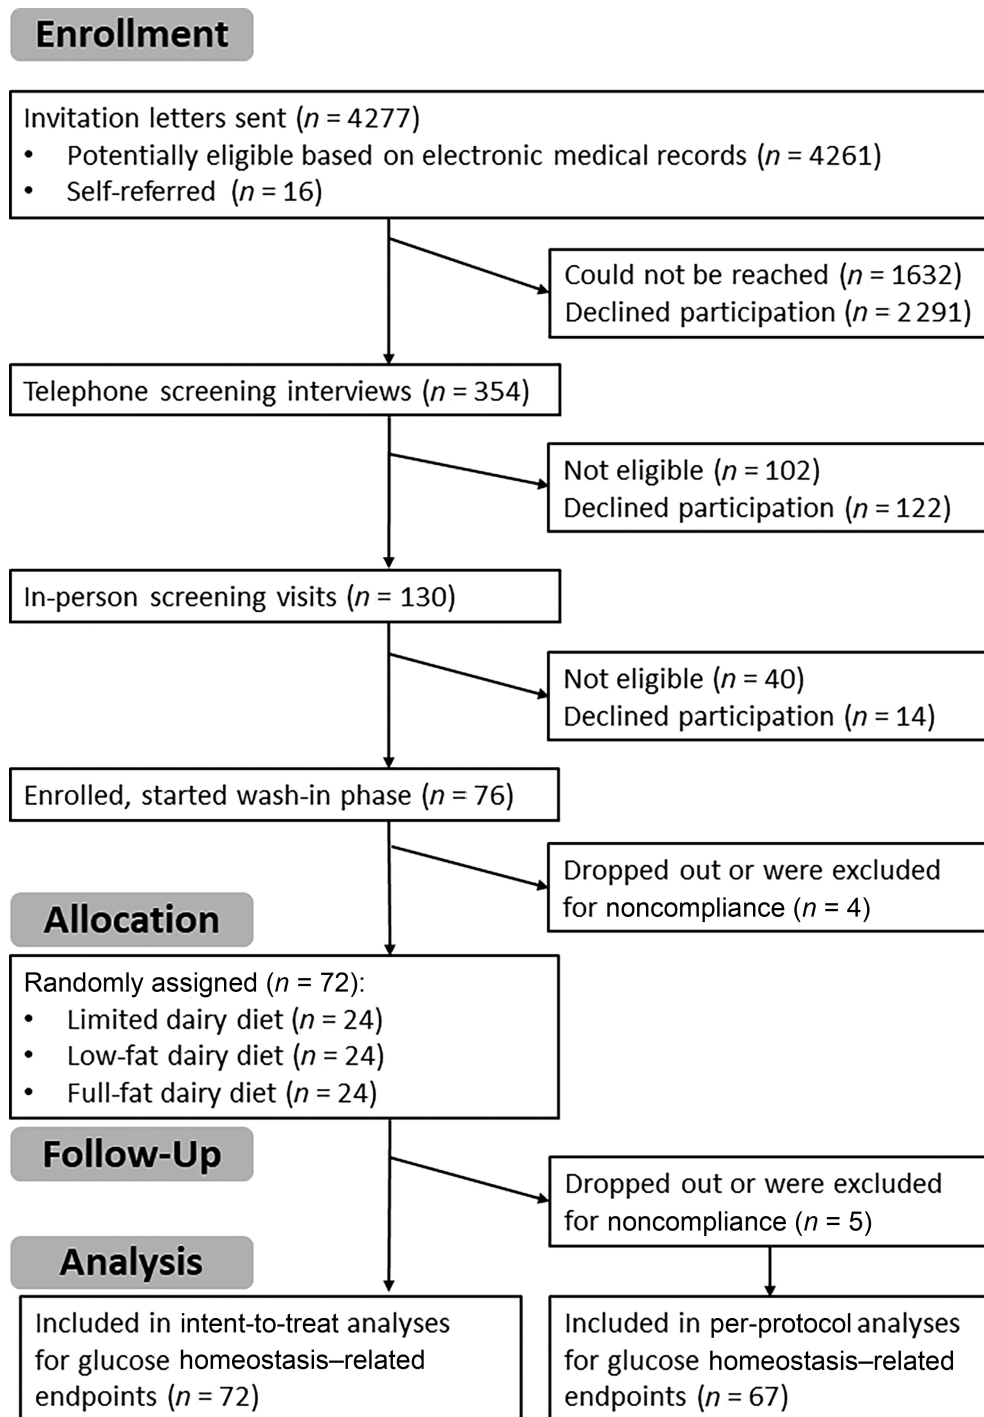 Enrollment
Invitation letters sent (n = 4277)
• Potentially eligible based on electronic medical records (n = 4261)
• Self-referred (n = 16)
Could not be reached (n = 1632)
Declined participation (n = 2291)
Telephone screening interviews (n = 354)
Not eligible (n = 102)
Declined participation (n = 122)
In-person screening visits (n = 130)
Not eligible (n = 40)
Declined participation (n = 14)
Enrolled, started wash-in phase (n = 76)
Dropped out or were excluded
for noncompliance (n = 4)
Allocation
Randomly assigned (n = 72):
• Limited dairy diet (n = 24)
• Low-fat dairy diet (n = 24)
• Full-fat dairy diet (n = 24)
Follow-Up
Dropped out or were excluded
for noncompliance (n = 5)
Analysis
Included in intent-to-treat analyses
for glucose homeostasis–related
endpoints (n = 72)
Included in per-protocol analyses
for glucose homeostasis–related
endpoints (n = 67)